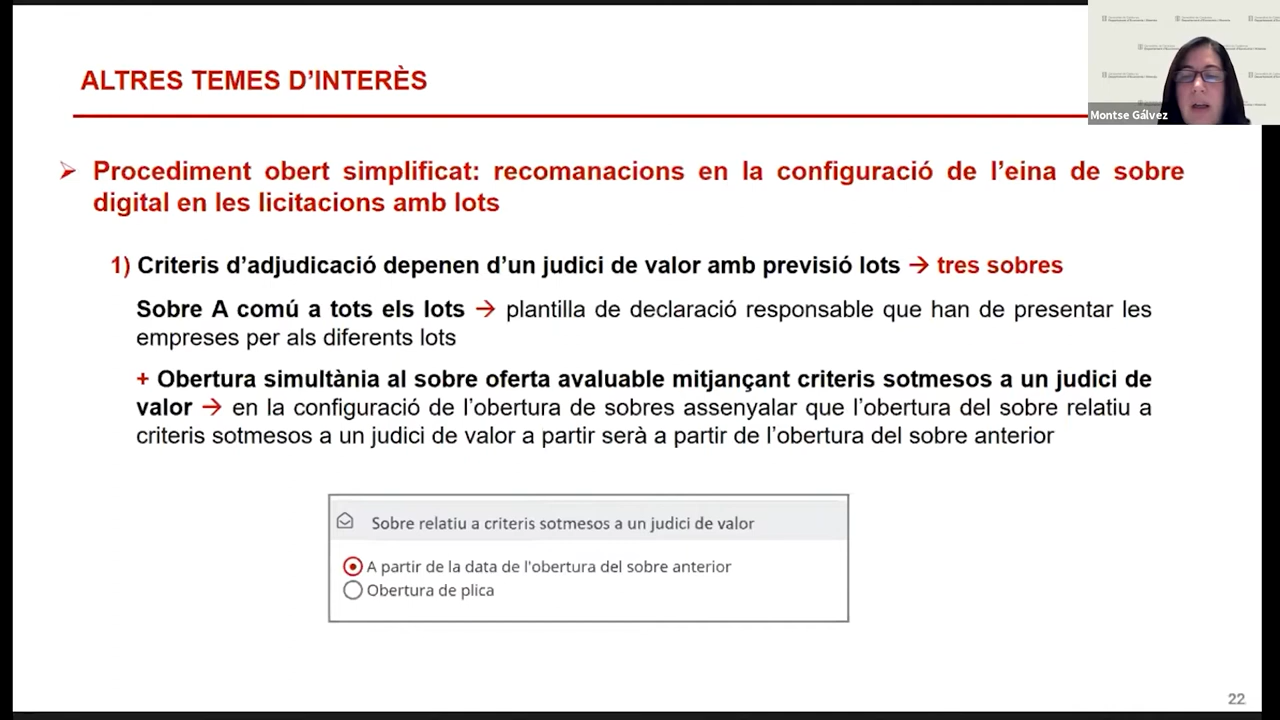 ALTRES TEMES D’INTERÈS
Montse Gálvez
➢ Procediment obert simplificat: recomanacions en la configuració de l’eina de sobre
digital en les licitacions amb lots
1) Criteris d’adjudicació depenen d’un judici de valor amb previsió lots → tres sobres
Sobre A comú a tots els lots → plantilla de declaració responsable que han de presentar les
empreses per als diferents lots
+ Obertura simultània al sobre oferta avaluable mitjançant criteris sotmesos a un judici de
valor → en la configuració de l’obertura de sobres assenyalar que l’obertura del sobre relatiu a
criteris sotmesos a un judici de valor a partir serà a partir de l’obertura del sobre anterior
Sobre relatiu a criteris sotmesos a un judici de valor
A partir de la data de l'obertura del sobre anterior
Obertura de plica
22